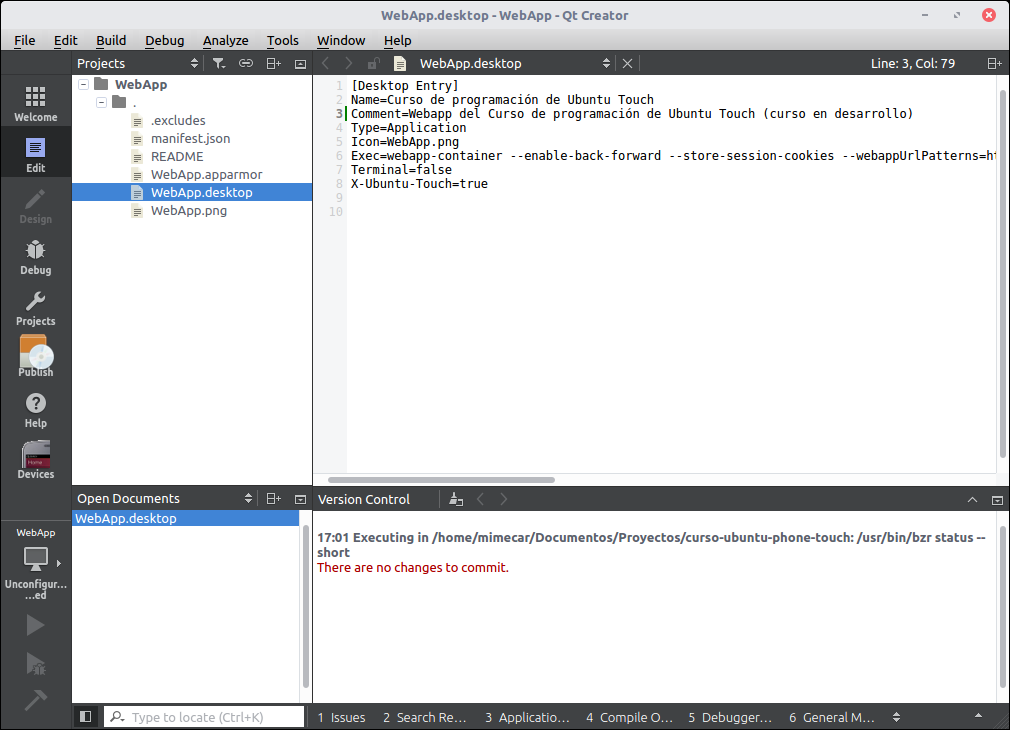 WebApp.desktop - WebApp - Qt Creator
File Edit Build Debug Analyze Tools Window Help
Projects
WebApp.desktop
Line: 3, Col: 79
Welcome
Edit
Design
Debug
Projects
Publish
Help
Devices
WebApp
Unconfigur...
...ed
WebApp
.
.excludes
manifest.json
README
WebApp.apparmor
WebApp.desktop
WebApp.png
1 [Desktop Entry]
2 Name=Curso de programación de Ubuntu Touch
3 Comment=Webapp del Curso de programación de Ubuntu Touch (curso en desarrollo)
4 Type=Application
5 Icon=WebApp.png
6 Exec=webapp-container --enable-back-forward --store-session-cookies --webappUrlPatterns=ht
7 Terminal=false
8 X-Ubuntu-Touch=true
9
10
Open Documents
WebApp.desktop
Version Control
17:01 Executing in /home/mimecar/Documentos/Proyectos/curso-ubuntu-phone-touch: /usr/bin/bzr status --
short
There are no changes to commit.
Type to locate (Ctrl+K)
1 Issues 2 Search Re... 3 Applicatio... 4 Compile O... 5 Debugger... 6 General M...